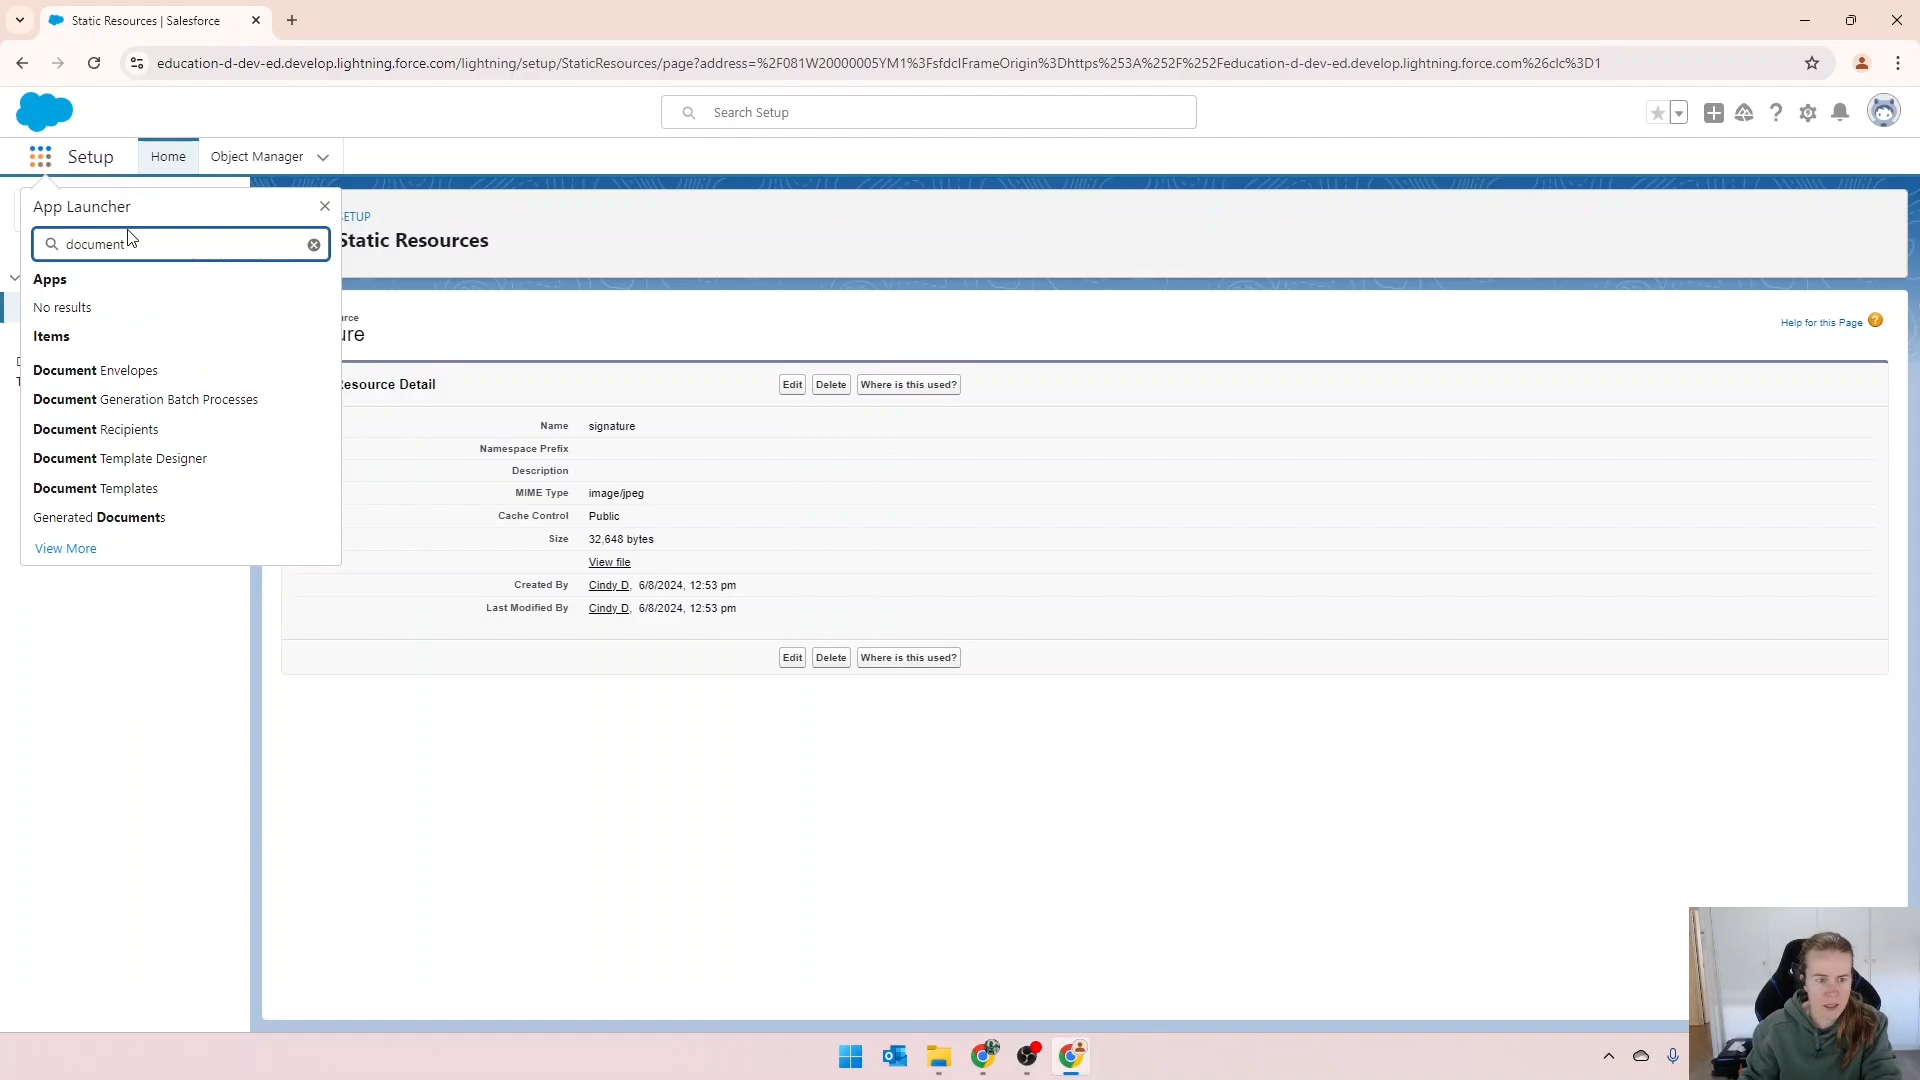 Static Resources | Salesforce
education-d-dev-ed.develop.lightning.force.com/lightning/setup/StaticResources/page?address=%2F081W20000005YM1%3FsfdcIFrameOrigin%3Dhttps%253A%252F%252Feducation-d-dev-ed.develop.lightning.force.com%26clc%3D1
Search Setup
Setup
Home
Object Manager
App Launcher
document
Apps
No results
Items
Document Envelopes
Document Generation Batch Processes
Document Recipients
Document Template Designer
Document Templates
Generated Documents
View More
ETUP
Static Resources
urce
ure
Help for this Page
Resource Detail
Edit Delete Where is this used?
Name signature
Namespace Prefix
Description
MIME Type image/jpeg
Cache Control Public
Size 32,648 bytes
View file
Created By Cindy D, 6/8/2024, 12:53 pm
Last Modified By Cindy D, 6/8/2024, 12:53 pm
Edit Delete Where is this used?